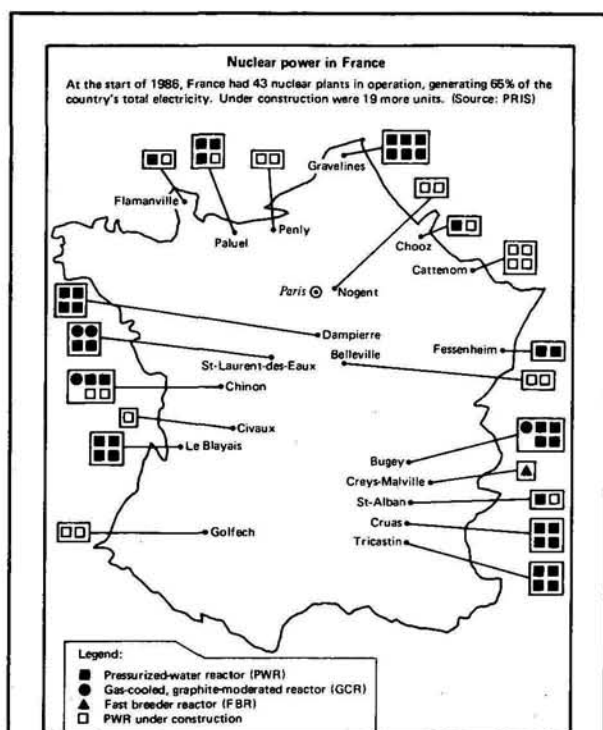 Nuclear power in France
At the start of 1986, France had 43 nuclear plants in operation, generating 65% of the
country's total electricity. Under construction were 19 more units. (Source: PRIS)
Gravelines
Flamanville
Paluel
Penly
Chooz
Cattenom
Paris
Nogent
Dampierre
Belleville
Fessenheim
St-Laurent-des-Eaux
Chinon
Civaux
Le Blayais
Bugey
Creys-Malville
St-Alban
Cruas
Golfech
Tricastin
Legend:
Pressurized-water reactor (PWR)
Gas-cooled, graphite-moderated reactor (GCR)
Fast breeder reactor (FBR)
PWR under construction